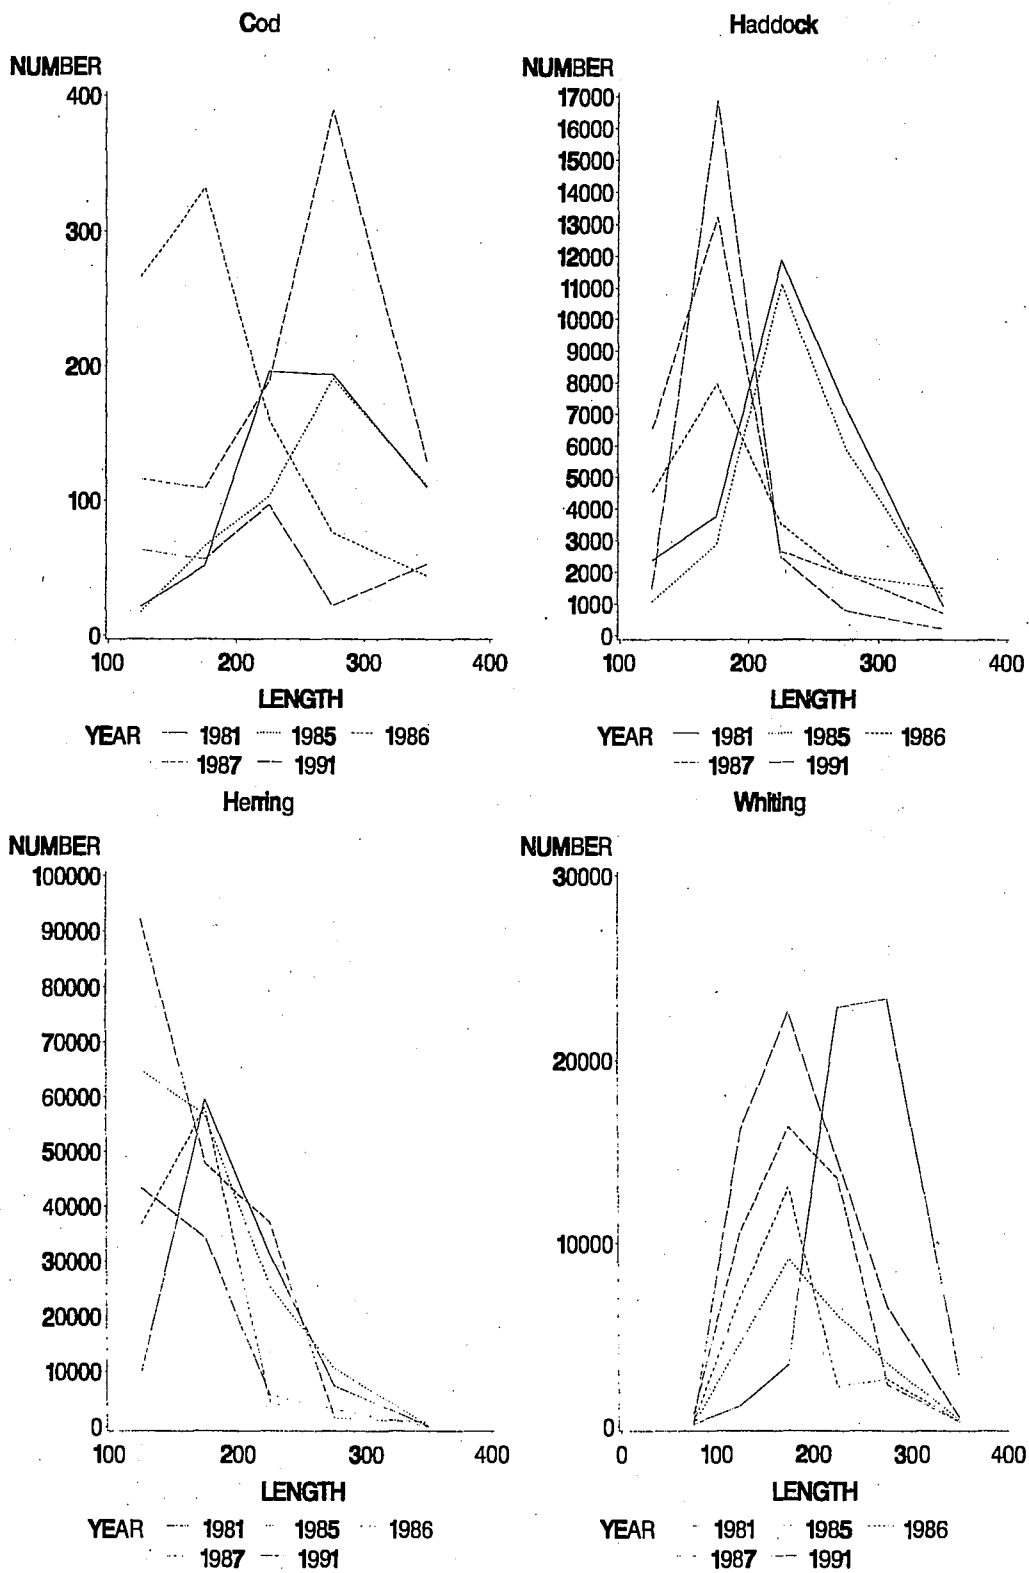 Cod
NUMBER
400
300
200
100
0
100 200 300 400
LENGTH
YEAR 1981 1985 1986
1987 1991
Haddock
NUMBER
17000
16000
15000
14000
13000
12000
11000
10000
9000
8000
7000
6000
5000
4000
3000
2000
1000
0
100 200 300 400
LENGTH
YEAR 1981 1985 1986
1987 1991
Herring
NUMBER
100000
90000
80000
70000
60000
50000
40000
30000
20000
10000
0
100 200 300 400
LENGTH
YEAR 1981 1985 1986
1987 1991
Whiting
NUMBER
30000
20000
10000
0
0 100 200 300 400
LENGTH
YEAR 1981 1985 1986
1987 1991